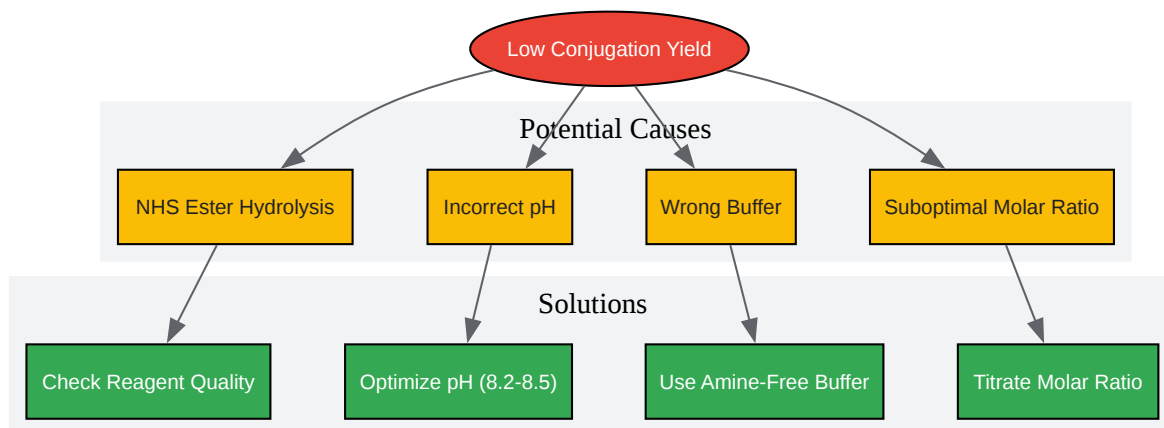 Low Conjugation Yield
Potential Causes
NHS Ester Hydrolysis
Incorrect pH
Wrong Buffer
Suboptimal Molar Ratio
Solutions
Check Reagent Quality
Optimize pH (8.2-8.5)
Use Amine-Free Buffer
Titrate Molar Ratio